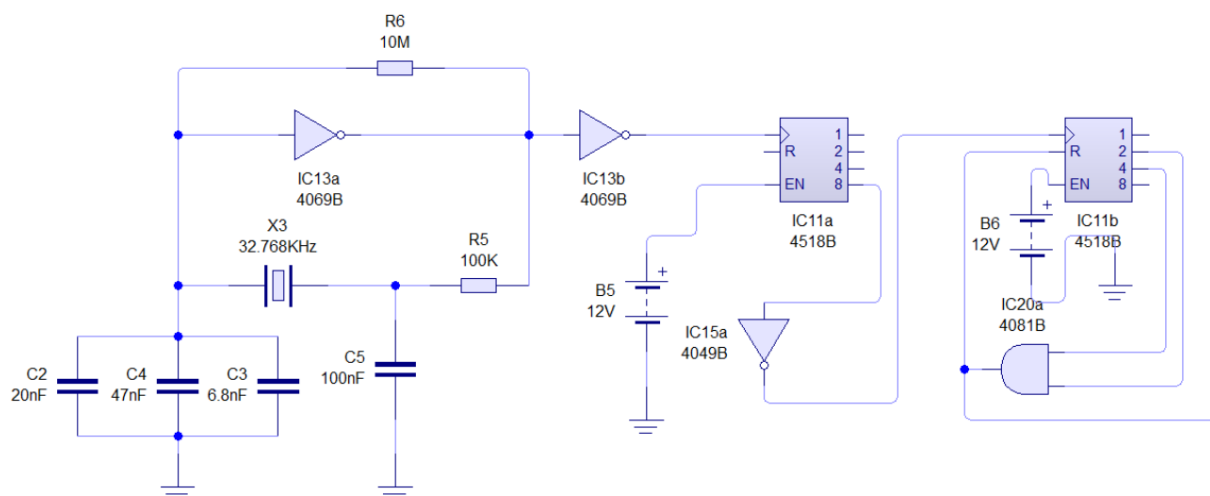 R6
10M
IC13a
4069B
IC13b
4069B
X3
32.768KHz
R5
100K
C2
20nF
C4
47nF
C3
6.8nF
C5
100nF
R
EN
1
2
4
8
IC11a
4518B
B5
12V
+
IC15a
4049B
R
EN
1
2
4
8
IC11b
4518B
B6
12V
+
IC20a
4081B